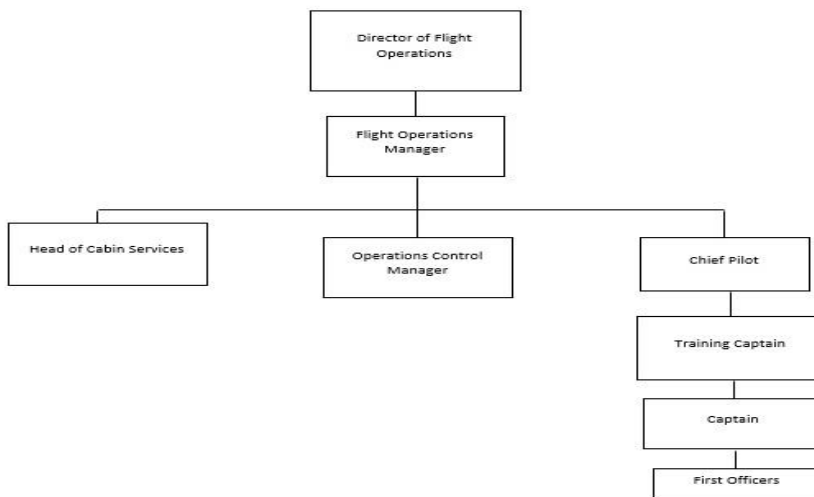 Director of Flight
Operations
Flight Operations
Manager
Head of Cabin Services
Operations Control
Manager
Chief Pilot
Training Captain
Captain
First Officers